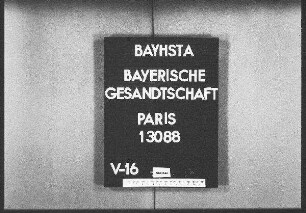 BAYHSTA
BAYERISCHE
GESANDTSCHAFT
PARIS
13088
V-16